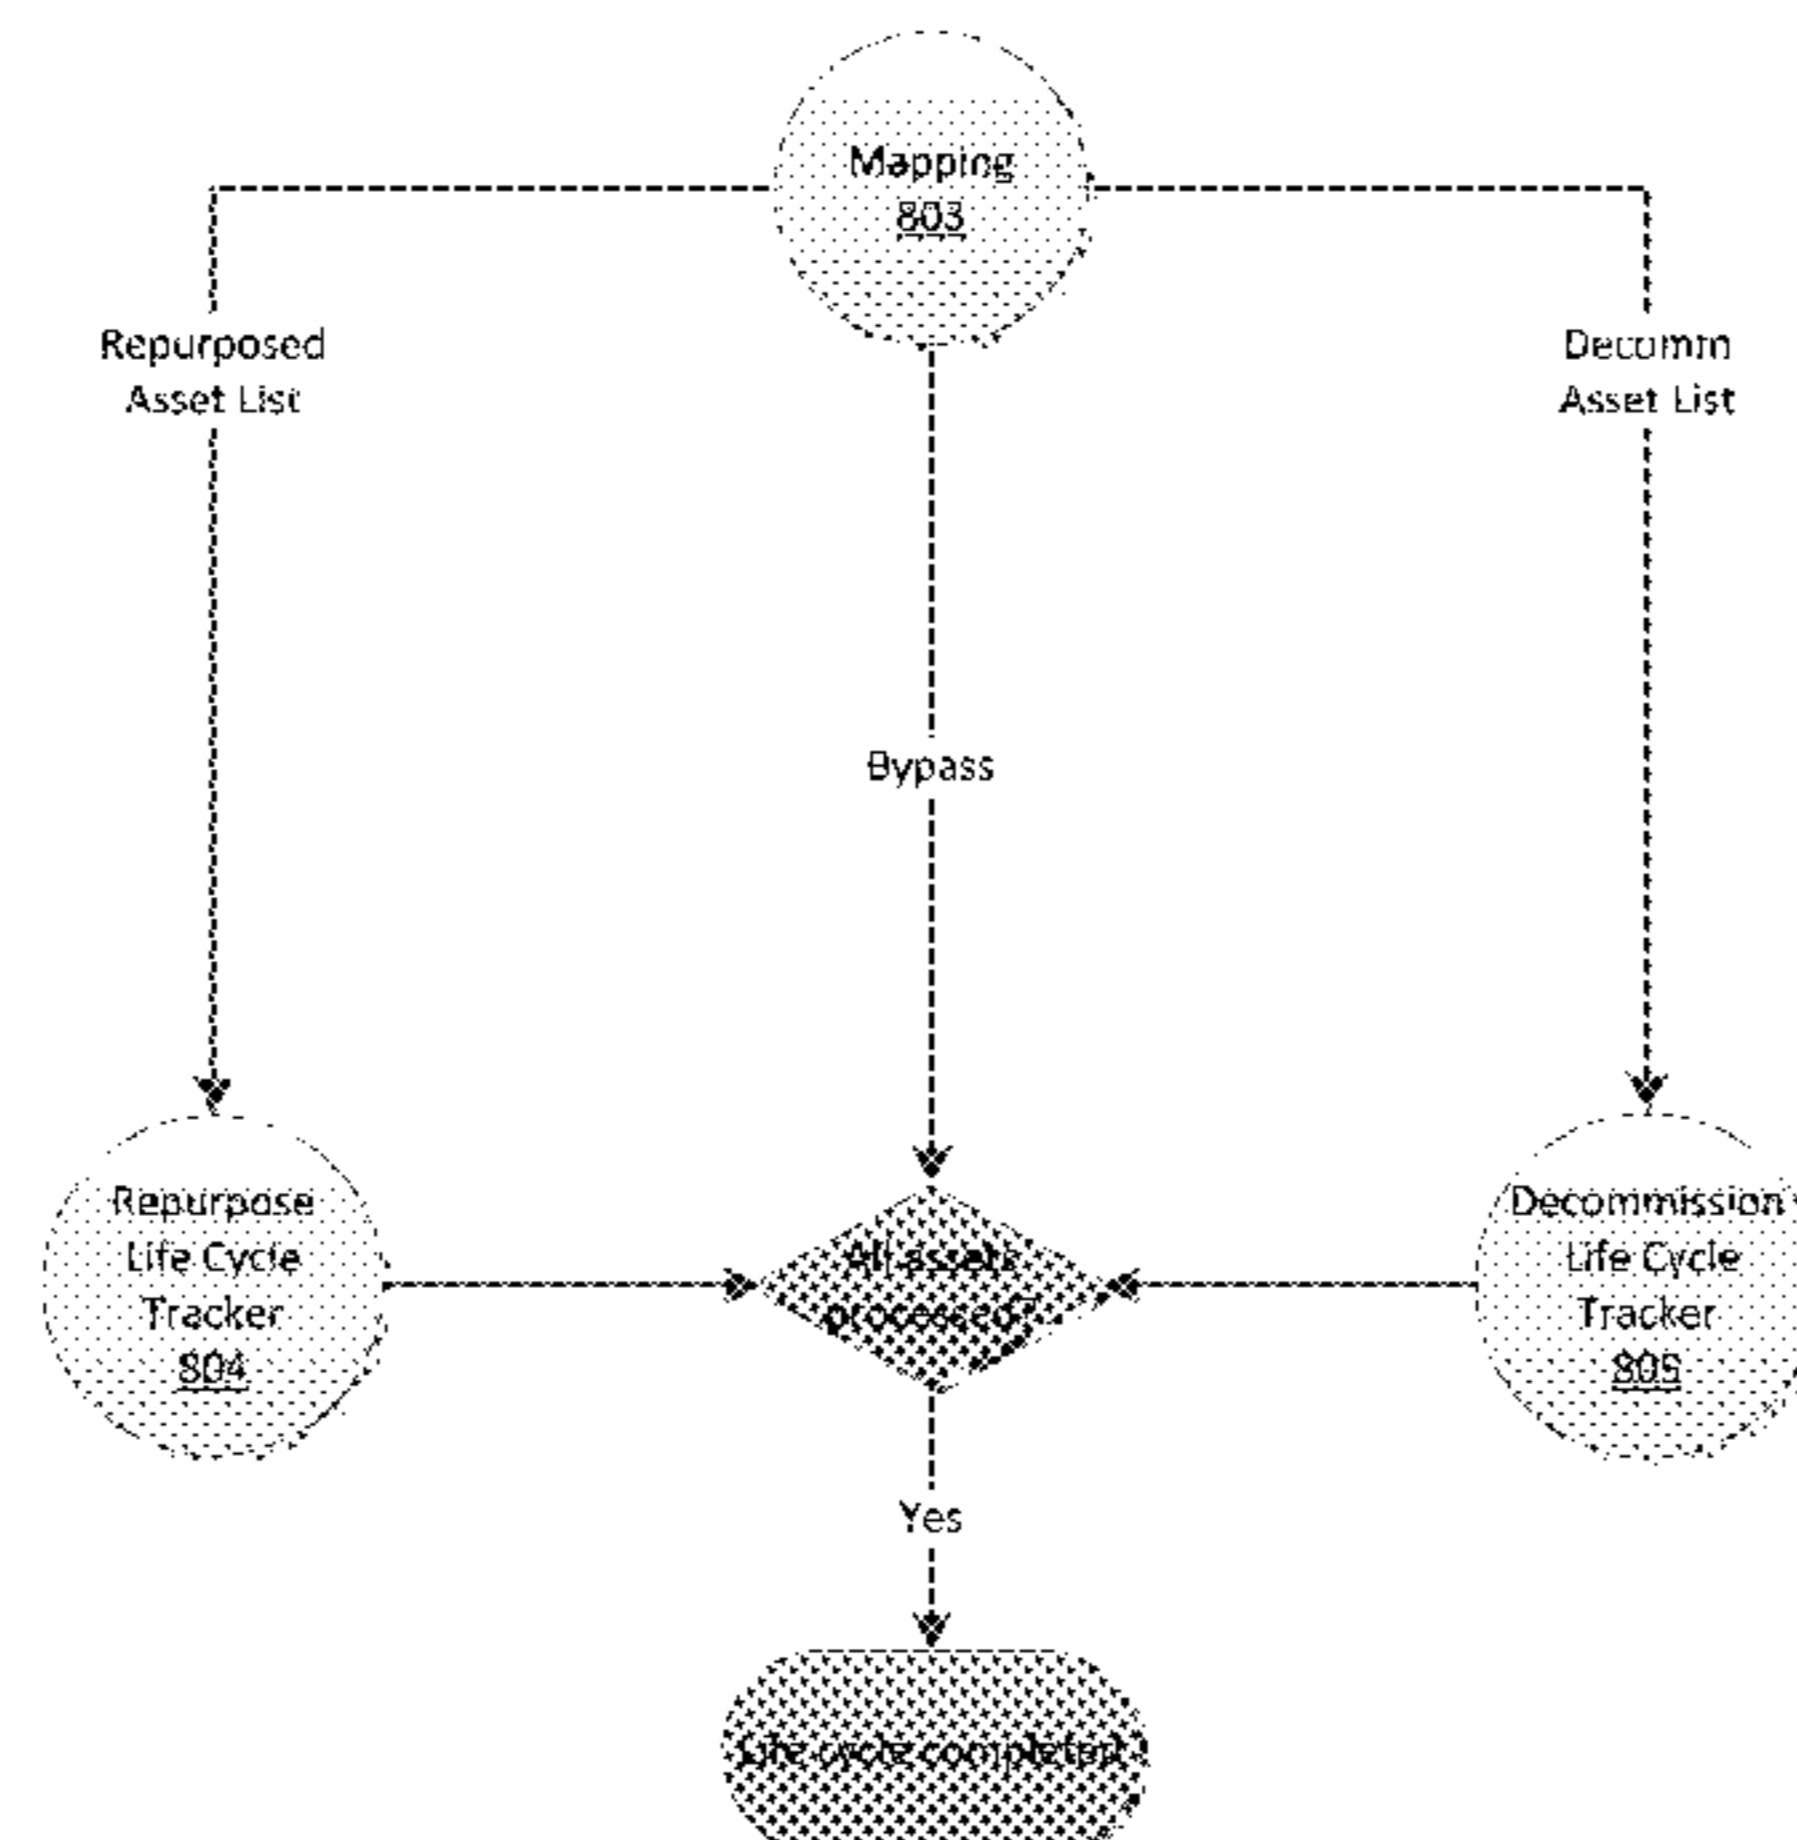 Mapping
803
Repurposed
Asset List
Decomm
Asset List
Bypass
Repurpose
Life Cycle
Tracker
804
All assets
processed?
Decommission
Life Cycle
Tracker
805
Yes
Life cycle completed